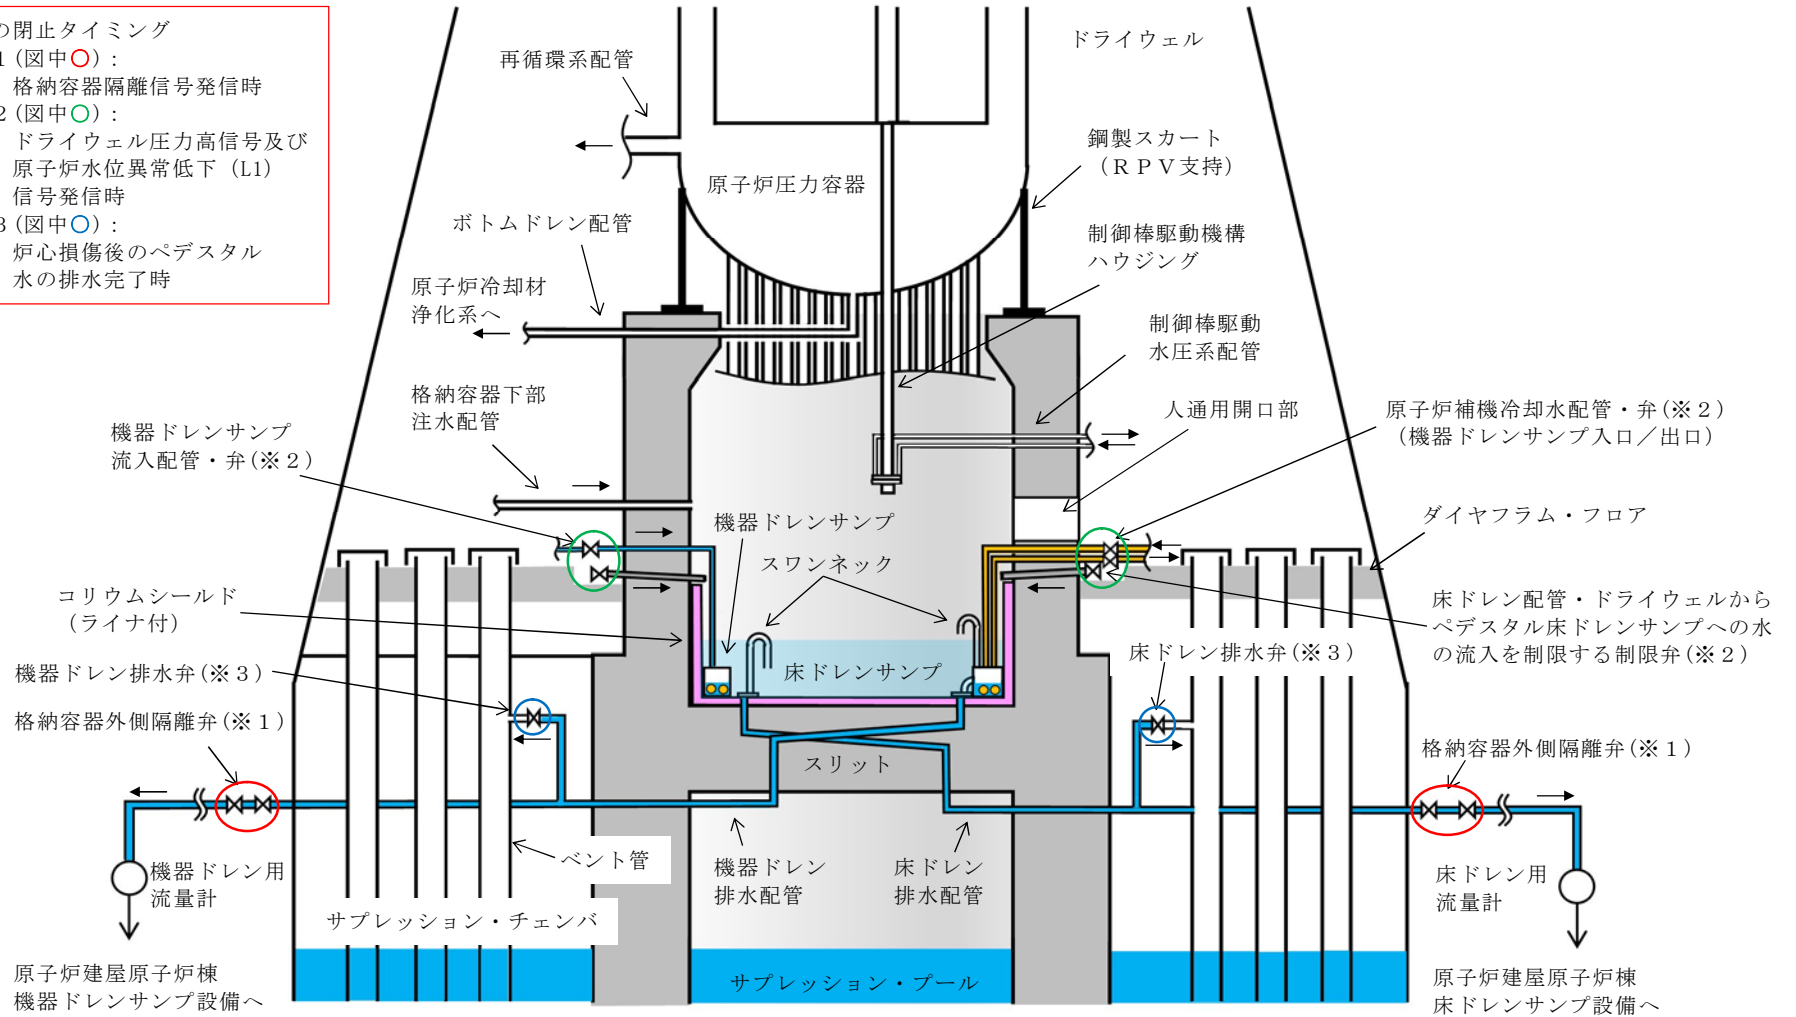 の閉止タイミング
1 (図中○)：
格納容器隔離信号発信時
2 (図中○)：
ドライウェル圧力高信号及び
原子炉水位異常低下（L1）
信号発信時
3 (図中○)：
炉心損傷後のペデスタル
水の排水完了時
ドライウェル
再循環系配管
鋼製スカート
（ＲＰＶ支持）
原子炉圧力容器
ボトムドレン配管
制御棒駆動機構
ハウジング
原子炉冷却材
浄化系へ
制御棒駆動
水圧系配管
格納容器下部
注水配管
人通用開口部
原子炉補機冷却水配管・弁(※２)
（機器ドレンサンプ入口／出口）
機器ドレンサンプ
流入配管・弁(※２)
機器ドレンサンプ
ダイヤフラム・フロア
スワンネック
コリウムシールド
（ライナ付）
床ドレン配管・ドライウェルから
ペデスタル床ドレンサンプへの水
の流入を制限する制限弁(※２)
床ドレンサンプ
床ドレン排水弁(※３)
機器ドレン排水弁(※３)
格納容器外側隔離弁(※１)
格納容器外側隔離弁(※１)
スリット
ベント管
機器ドレン
排水配管
床ドレン
排水配管
機器ドレン用
流量計
床ドレン用
流量計
サプレッション・チェンバ
サプレッション・プール
原子炉建屋原子炉棟
機器ドレンサンプ設備へ
原子炉建屋原子炉棟
床ドレンサンプ設備へ